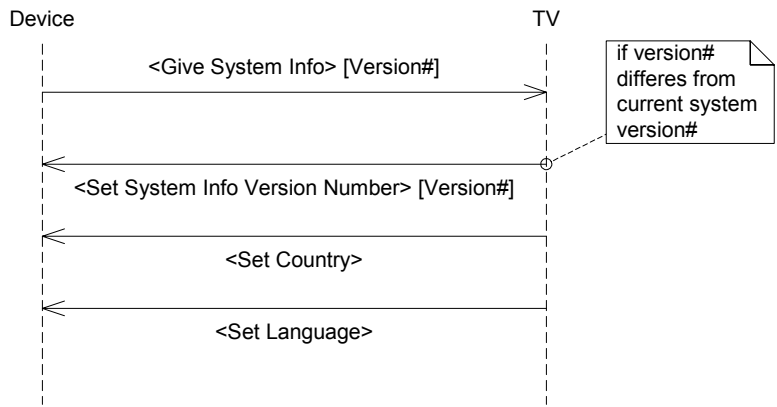 Device
TV
<Give System Info> [Version#]
if version#
differes from
current system
version#
<Set System Info Version Number> [Version#]
<Set Country>
<Set Language>